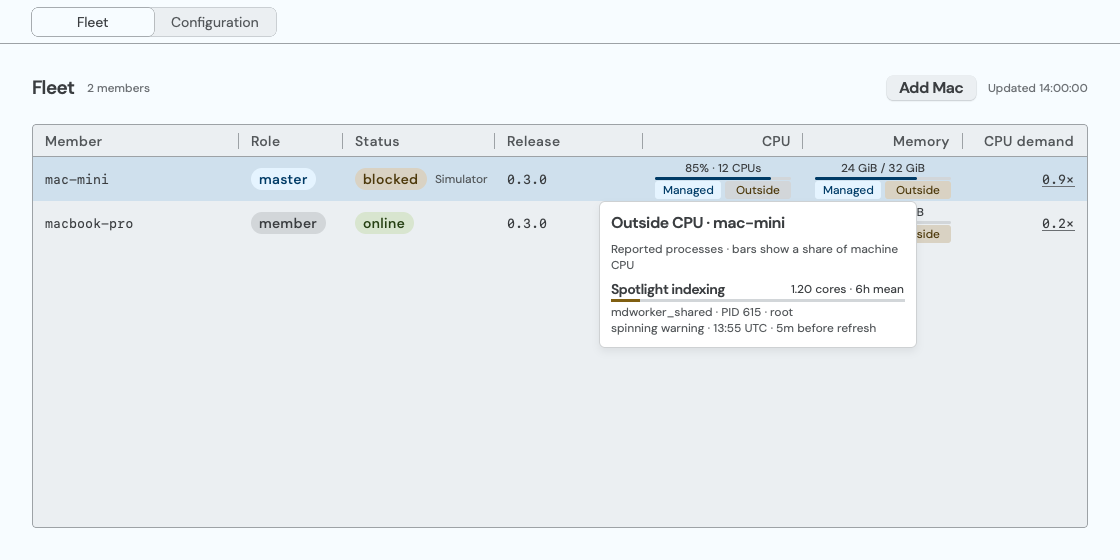 Fleet Configuration
Fleet 2 members Add Mac Updated 14:00:00
Member Role Status Release CPU Memory CPU demand
85% · 12 CPUs 24 GiB / 32 GiB
mac-mini master blocked Simulator 0.3.0 Managed Outside Managed Outside 0.9×
macbook-pro member online 0.3.0 0.2×
Outside CPU · mac-mini
Reported processes · bars show a share of machine
CPU
Spotlight indexing 1.20 cores · 6h mean
mdworker_shared · PID 615 · root
spinning warning · 13:55 UTC · 5m before refresh